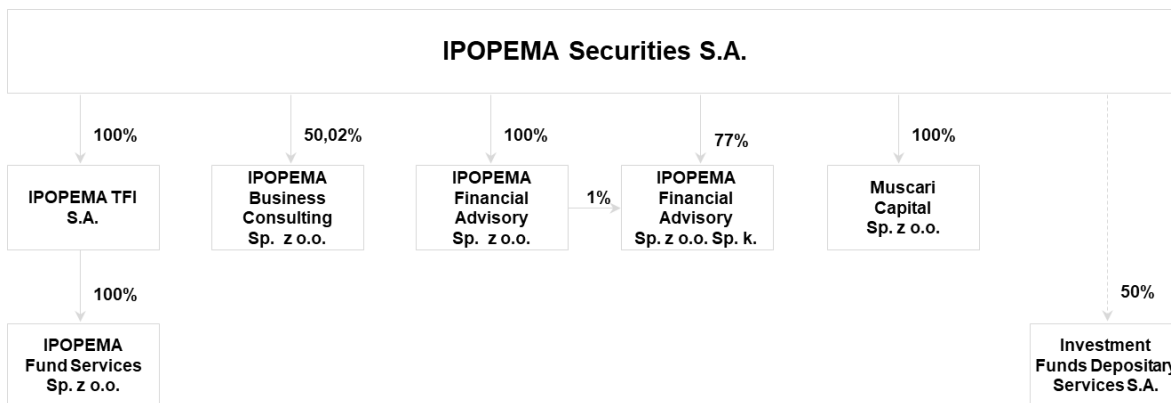 IPOPEMA Securities S.A.
100%
50,02%
100%
77%
100%
IPOPEMA TFI
S.A.
IPOPEMA
Business
Consulting
Sp. z o.o.
IPOPEMA
Financial
Advisory
Sp. z o.o.
1%
IPOPEMA
Financial
Advisory
Sp. z o.o. Sp. k.
Muscari
Capital
Sp. z o.o.
100%
50%
IPOPEMA
Fund Services
Sp. z o.o.
Investment
Funds Depositary
Services S.A.